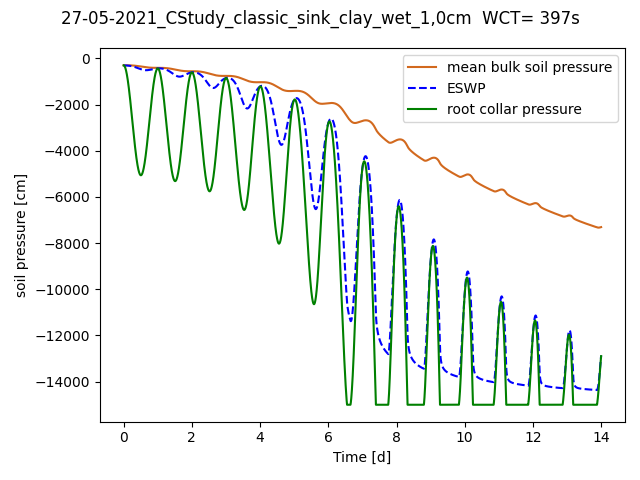 27-05-2021_CStudy_classic_sink_clay_wet_1,0cm  WCT= 397s
mean bulk soil pressure
ESWP
root collar pressure
soil pressure [cm]
0
−2000
−4000
−6000
−8000
−10000
−12000
−14000
0 2 4 6 8 10 12 14
Time [d]